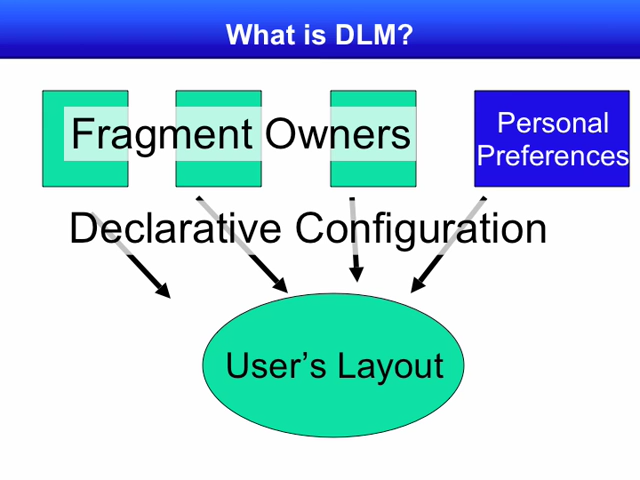 What is DLM?
Fragment Owners
Personal
Preferences
Declarative Configuration
User’s Layout